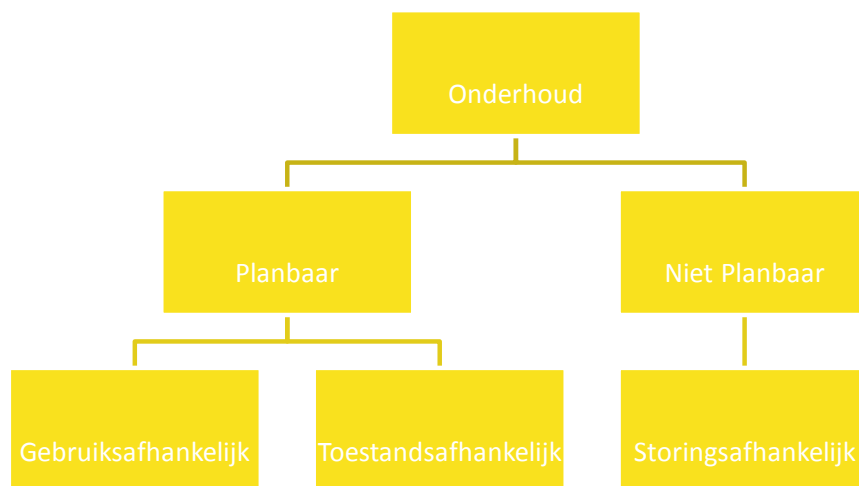 Onderhoud
Planbaar
Niet Planbaar
Gebruiksafhankelijk
Toestandsafhankelijk
Storingsafhankelijk